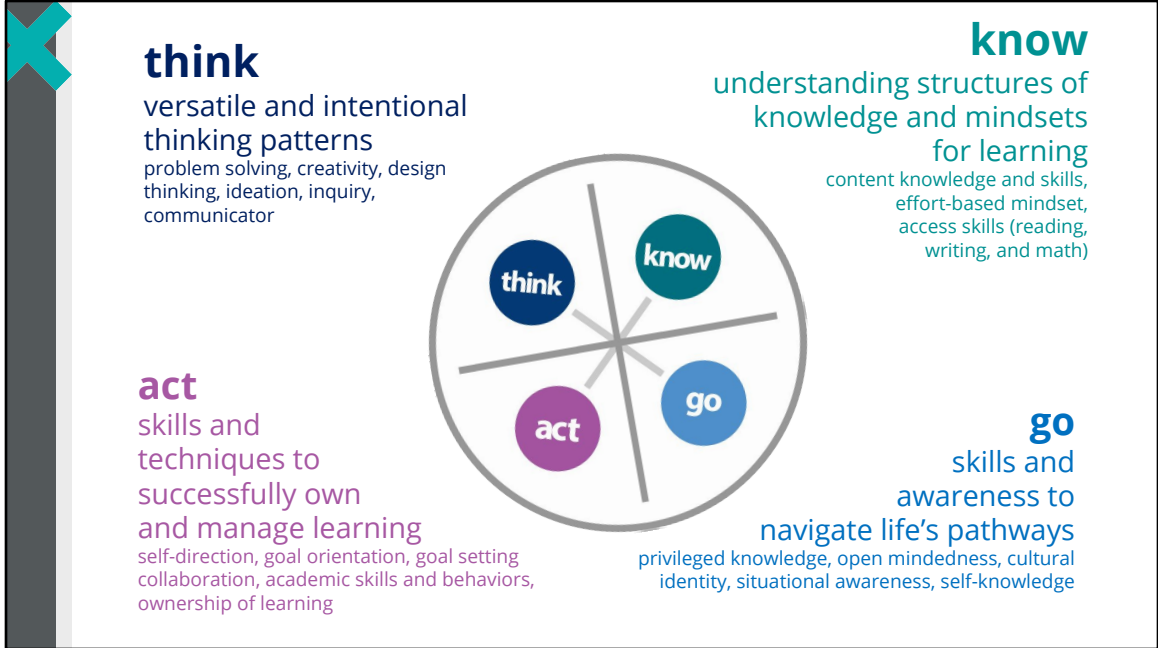 think
versatile and intentional
thinking patterns
problem solving, creativity, design
thinking, ideation, inquiry,
communicator
know
understanding structures of
knowledge and mindsets
for learning
content knowledge and skills,
effort-based mindset,
access skills (reading,
writing, and math)
think
know
act
go
act
skills and
techniques to
successfully own
and manage learning
self-direction, goal orientation, goal setting
collaboration, academic skills and behaviors,
ownership of learning
go
skills and
awareness to
navigate life’s pathways
privileged knowledge, open mindedness, cultural
identity, situational awareness, self-knowledge